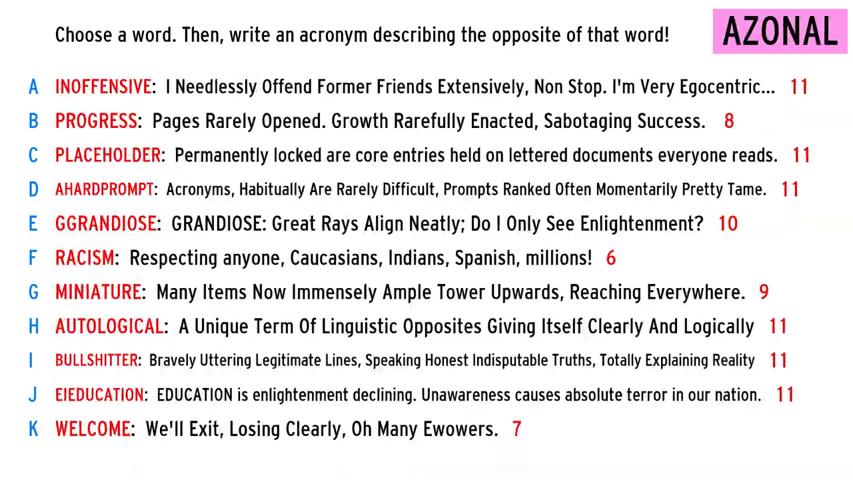 Choose a word. Then, write an acronym describing the opposite of that word!
AZONAL
A INOFFENSIVE: I Needlessly Offend Former Friends Extensively, Non Stop. I'm Very Egocentric... 11
B PROGRESS: Pages Rarely Opened. Growth Rarefully Enacted, Sabotaging Success. 8
C PLACEHOLDER: Permanently locked are core entries held on lettered documents everyone reads. 11
D AHARDPROMPT: Acronyms, Habitually Are Rarely Difficult, Prompts Ranked Often Momentarily Pretty Tame. 11
E GGRANDIOSE: GRANDIOSE: Great Rays Align Neatly; Do I Only See Enlightenment? 10
F RACISM: Respecting anyone, Caucasians, Indians, Spanish, millions! 6
G MINIATURE: Many Items Now Immensely Ample Tower Upwards, Reaching Everywhere. 9
H AUTOLOGICAL: A Unique Term Of Linguistic Opposites Giving Itself Clearly And Logically 11
I BULLSHITTER: Bravely Uttering Legitimate Lines, Speaking Honest Indisputable Truths, Totally Explaining Reality 11
J EIEDUCATION: EDUCATION is enlightenment declining. Unawareness causes absolute terror in our nation. 11
K WELCOME: We'll Exit, Losing Clearly, Oh Many Ewowers. 7